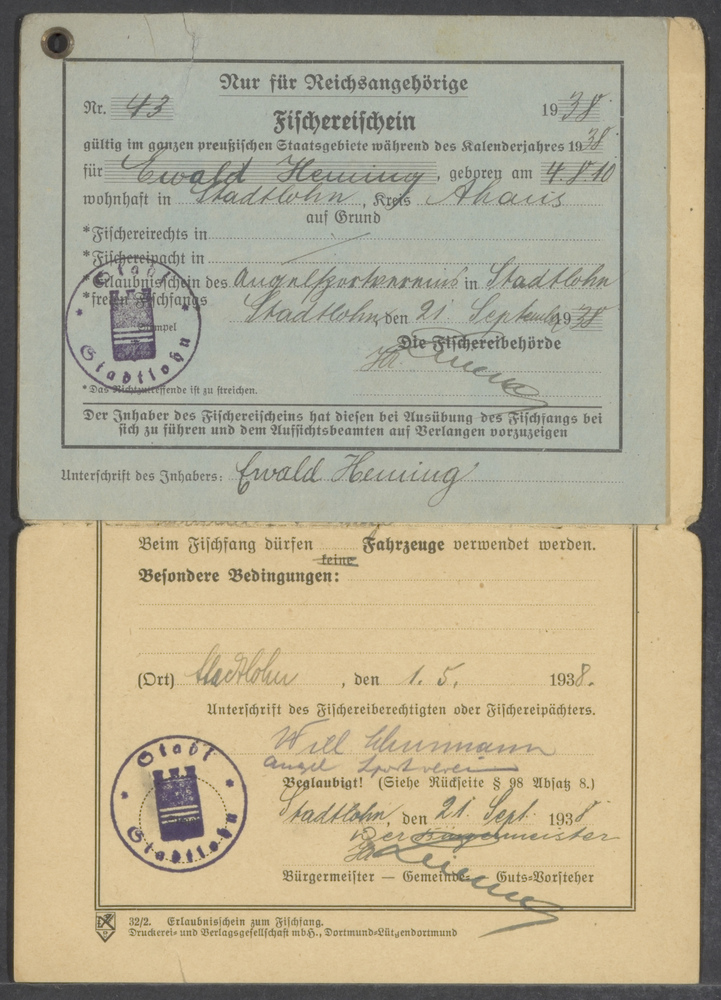 Nur für Reichsangehörige
Nr. 43 1938
Fischereischein
gültig im ganzen preußischen Staatsgebiete während des Kalenderjahres 1938
für Ewald Heming, geboren am 4.8.10
wohnhaft in Stadtlohn, Kreis Ahaus
auf Grund
*Fischereirechts in
*Fischereipacht in
*Erlaubnisschein des Angelsportvereins in Stadtlohn
*freien Fischfangs
Stadtlohn, den 21. September 1938
Stempel
Die Fischereibehörde
Stadt Stadtlohn
* Das Nichtzutreffende ist zu streichen.
Der Inhaber des Fischereischeins hat diesen bei Ausübung des Fischfangs bei
sich zu führen und dem Aufsichtsbeamten auf Verlangen vorzuzeigen
Unterschrift des Inhabers: Ewald Heming
Beim Fischfang dürfen Fahrzeuge verwendet werden.
keine
Besondere Bedingungen:
(Ort) Stadtlohn, den 1. 5. 1938.
Unterschrift des Fischereiberechtigten oder Fischereipächters.
Will
Angel Sportverein
Stadt Stadtlohn
Beglaubigt! (Siehe Rückseite § 98 Absatz 8.)
Stadtlohn, den 21. Sept. 1938
Der Bürgermeister
Bürgermeister — Gemeinde- Guts-Vorsteher
32/2. Erlaubnisschein zum Fischfang.
Druckerei- und Verlagsgesellschaft mbH., Dortmund-Lütgendortmund